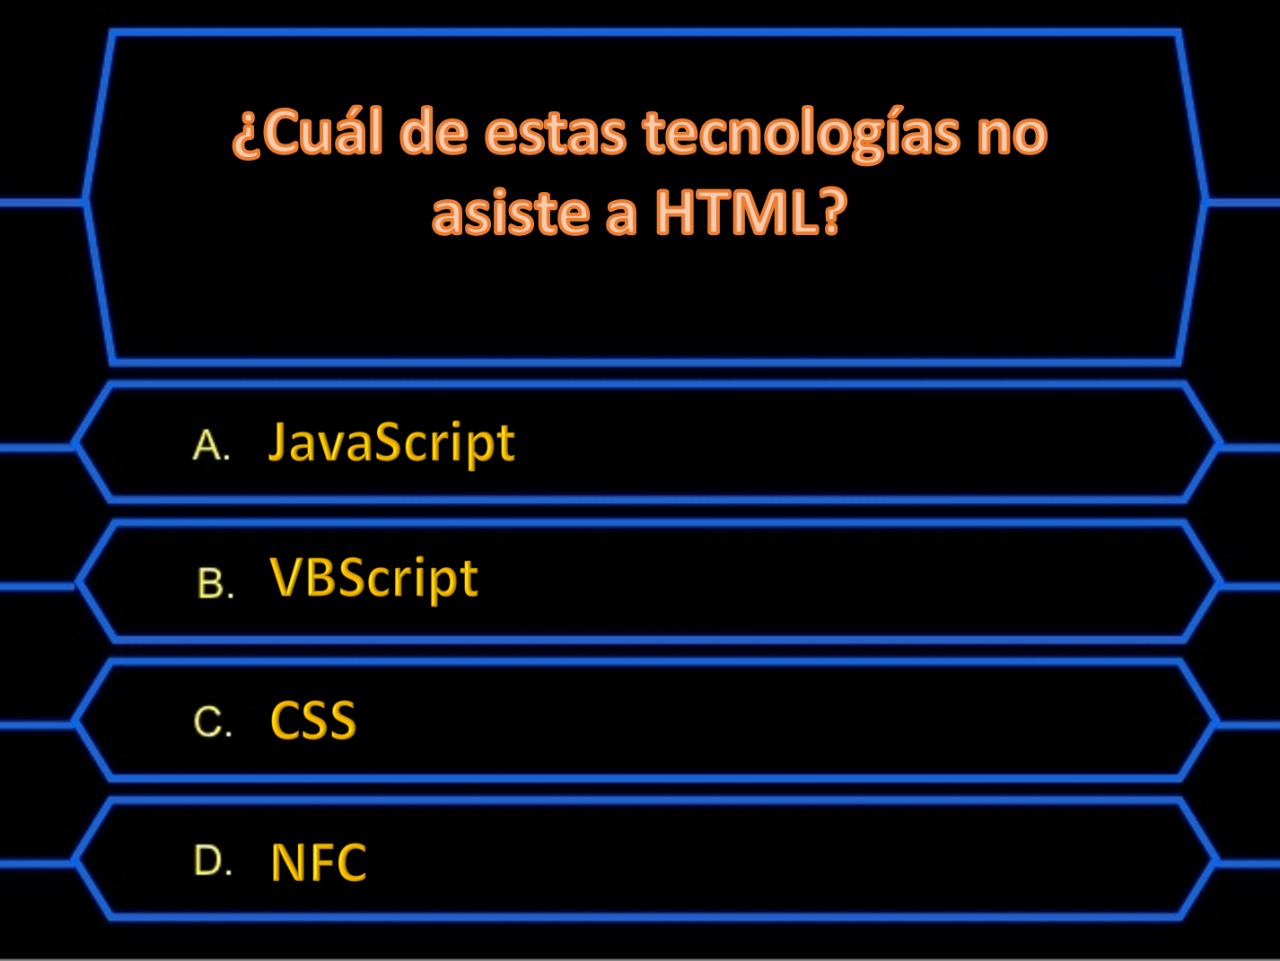 ¿Cuál de estas tecnologías no
asiste a HTML?
A. JavaScript
B. VBScript
C. CSS
D. NFC